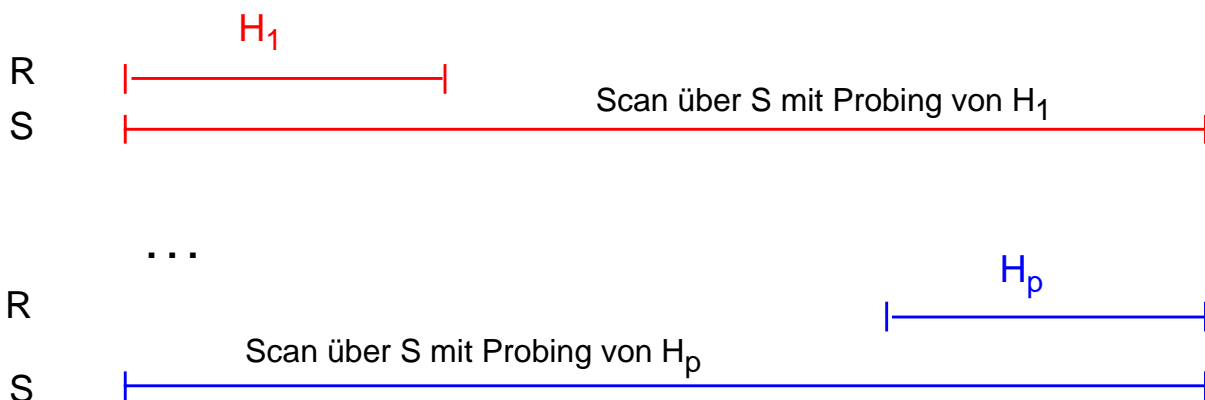 H1
R
Scan über S mit Probing von H1
S
...
Hp
R
Scan über S mit Probing von Hp
S